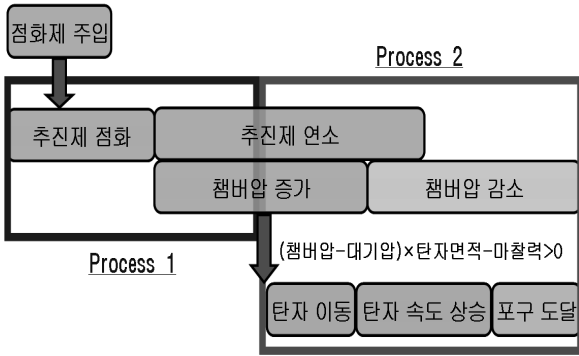 점화제 주입
Process 2
추진제 점화
추진제 연소
챔버압 증가
챔버압 감소
(챔버압-대기압)×탄자면적-마찰력>0
Process 1
탄자 이동
탄자 속도 상승
포구 도달